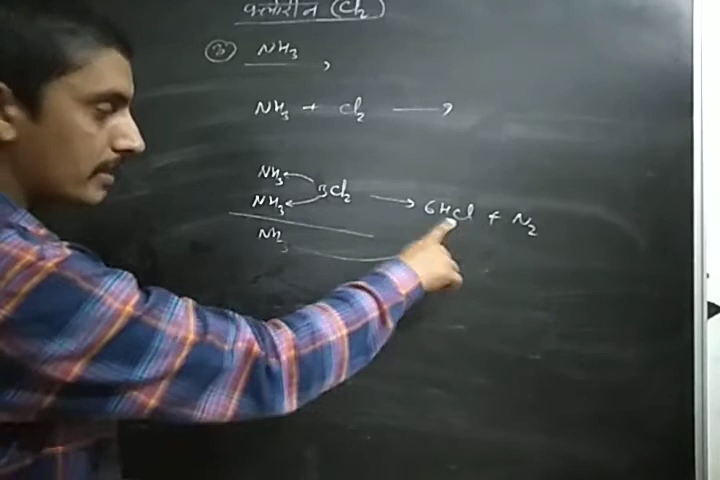 क्लोरीन (Cl₂)
③ NH₃
NH₃ + Cl₂ ⟶
NH₃
3Cl₂ ⟶ 6HCl + N₂
NH₃
NH₃